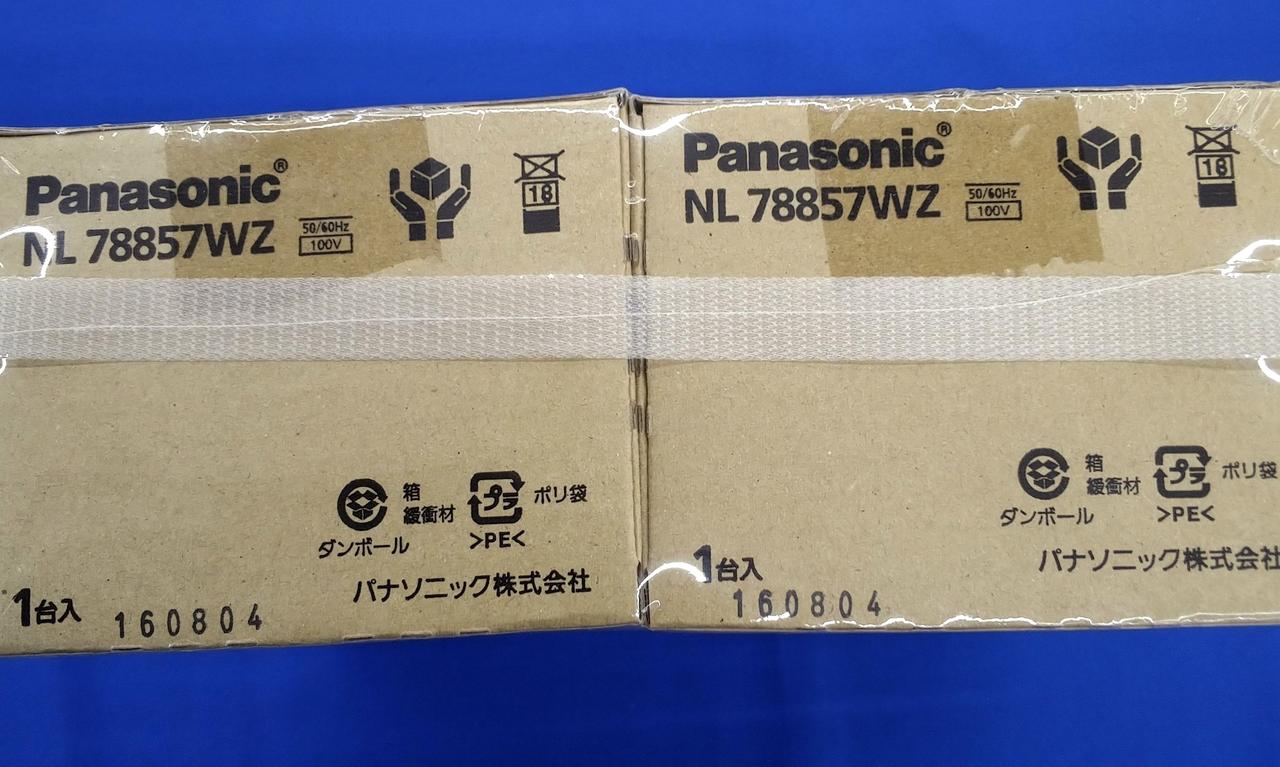 Panasonic®
NL 78857WZ
50/60Hz
100V
18
箱
緩衝材
ダンボール
プラ
ポリ袋
>PE<
パナソニック株式会社
1台入
160804
Panasonic®
NL 78857WZ
50/60Hz
100V
18
箱
緩衝材
ダンボール
プラ
ポリ袋
>PE<
パナソニック株式会社
1台入
160804